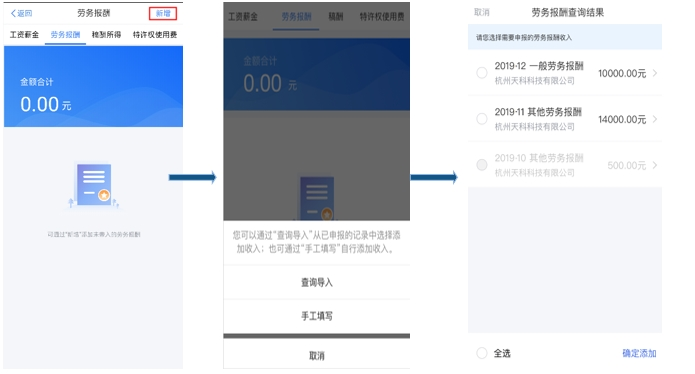 返回
劳务报酬
新增
工资薪金 劳务报酬 稿酬所得 特许权使用费
金额合计
0.00 元
可通过“新增”添加未带入的劳务报酬
工资薪金 劳务报酬 稿酬 特许权使用费
金额合计
0.00 元
您可以通过“查询导入”从已申报的记录中选择添
加收入；也可通过“手工填写”自行添加收入。
查询导入
手工填写
取消
取消
劳务报酬查询结果
请您选择需要申报的劳务报酬收入
2019-12 一般劳务报酬
杭州天科科技有限公司
10000.00元
2019-11 其他劳务报酬
杭州天科科技有限公司
14000.00元
2019-10 其他劳务报酬
杭州天科科技有限公司
500.00元
全选
确定添加